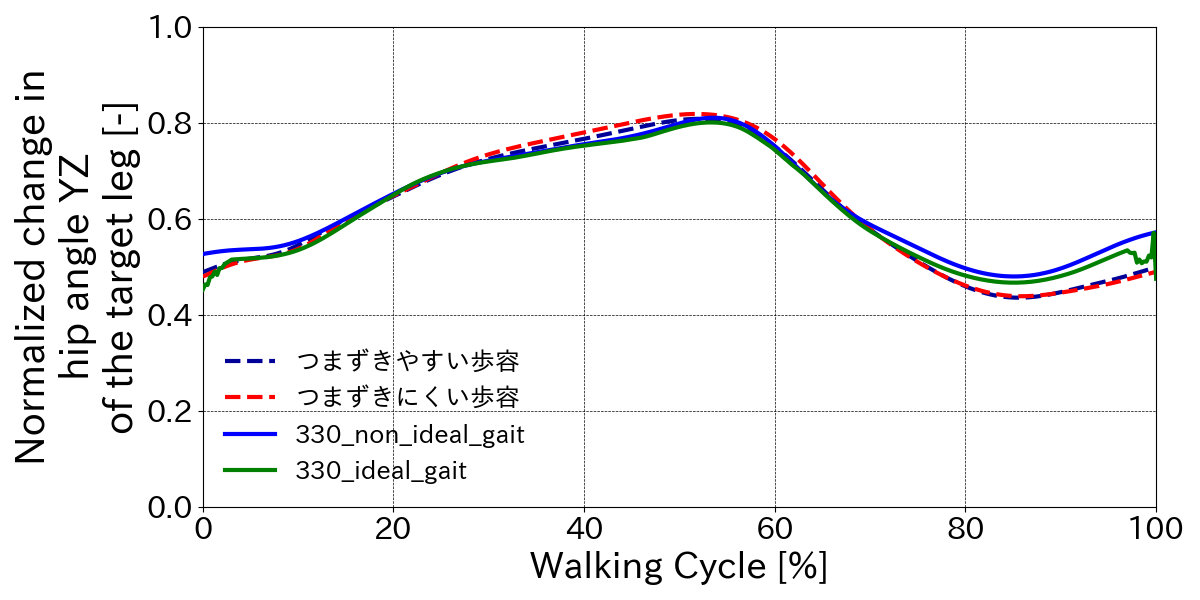 Normalized change in
hip angle YZ
of the target leg [-]
1.0
0.8
0.6
0.4
0.2
0.0
つまずきやすい歩容
つまずきにくい歩容
330_non_ideal_gait
330_ideal_gait
0 20 40 60 80 100
Walking Cycle [%]